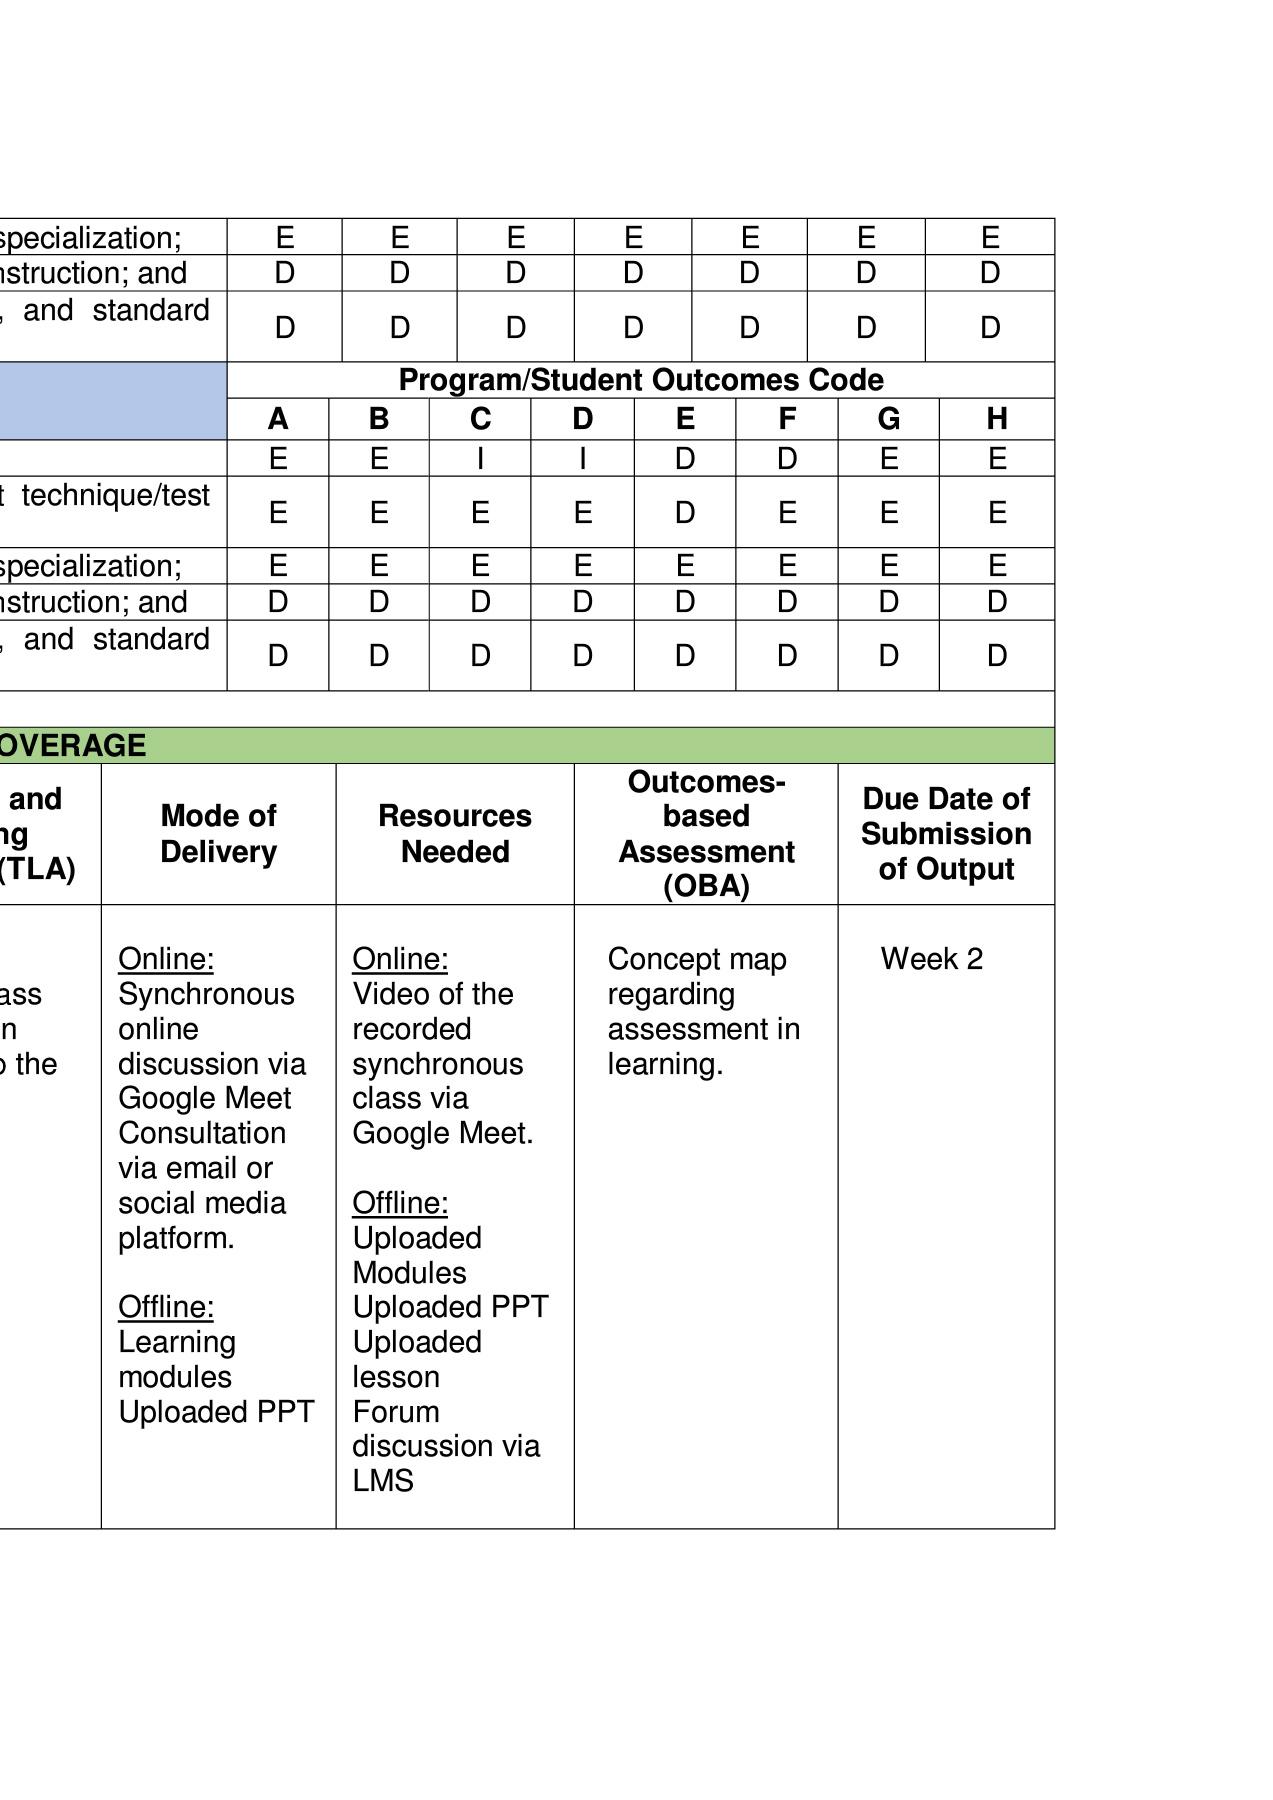 specialization; E E E E E E E
nstruction; and D D D D D D D
, and standard
D D D D D D D
Program/Student Outcomes Code
A B C D E F G H
E E I I D D E E
t technique/test
E E E E D E E E
specialization; E E E E E E E E
nstruction; and D D D D D D D D
, and standard
D D D D D D D D
OVERAGE
and
ng
(TLA)
Mode of
Delivery
Resources
Needed
Outcomes-
based
Assessment
(OBA)
Due Date of
Submission
of Output
ass
n
o the
Online:
Synchronous
online
discussion via
Google Meet
Consultation
via email or
social media
platform.
Offline:
Learning
modules
Uploaded PPT
Online:
Video of the
recorded
synchronous
class via
Google Meet.
Offline:
Uploaded
Modules
Uploaded PPT
Uploaded
lesson
Forum
discussion via
LMS
Concept map
regarding
assessment in
learning.
Week 2